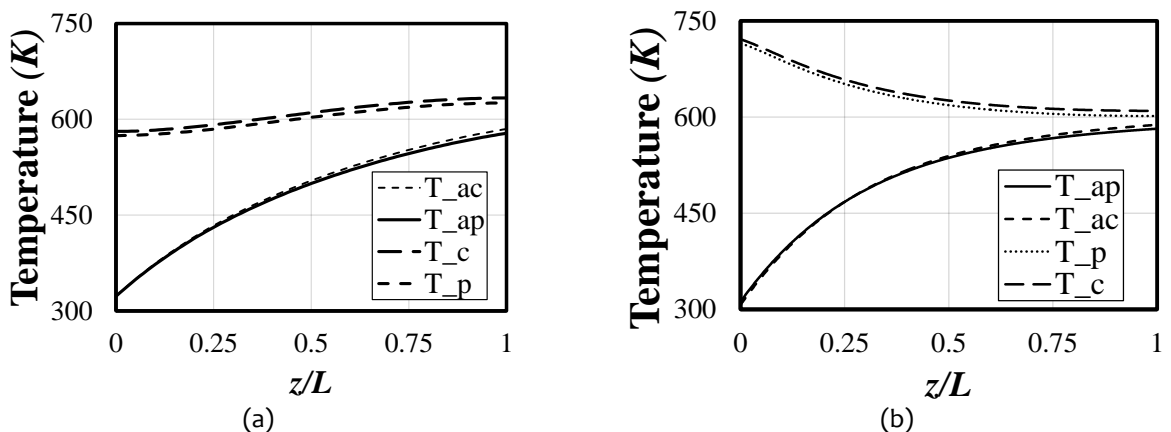 750
600
450
300
Temperature (K)
T_ac
T_ap
T_c
T_p
0
0.25
0.5
0.75
1
z/L
(a)
750
600
450
300
Temperature (K)
T_ap
T_ac
T_p
T_c
0
0.25
0.5
0.75
1
z/L
(b)